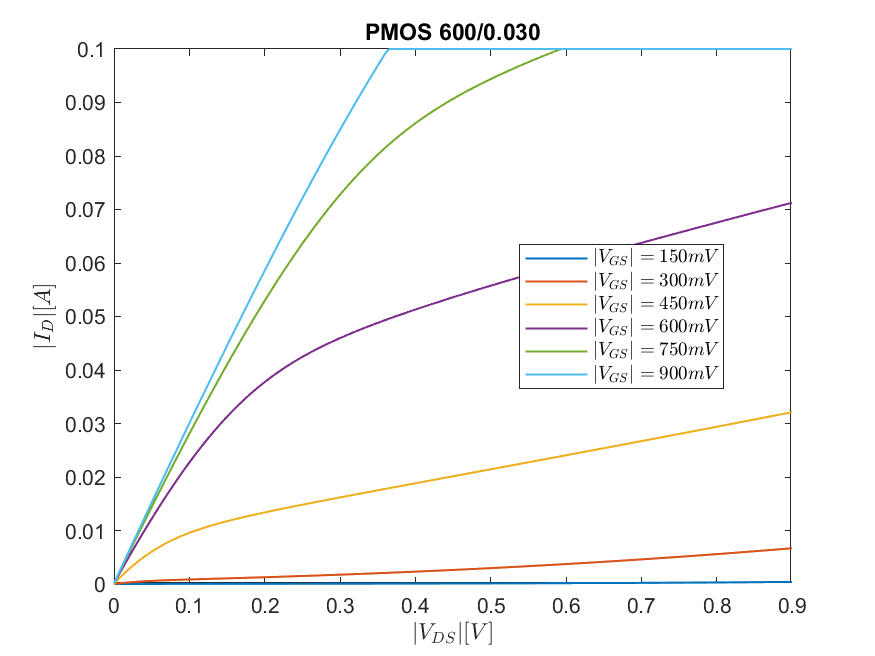 PMOS 600/0.030
0.1
0.09
0.08
0.07
0.06
0.05
0.04
0.03
0.02
0.01
0
|I_D|[A]
|V_GS| = 150mV
|V_GS| = 300mV
|V_GS| = 450mV
|V_GS| = 600mV
|V_GS| = 750mV
|V_GS| = 900mV
0 0.1 0.2 0.3 0.4 0.5 0.6 0.7 0.8 0.9
|V_DS|[V]